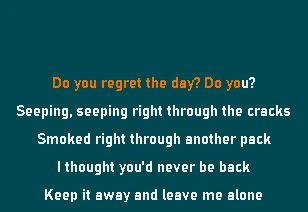 Do you regret the day? Do you?
Seeping, seeping right through the cracks
Smoked right through another pack
I thought you'd never be back
Keep it away and leave me alone